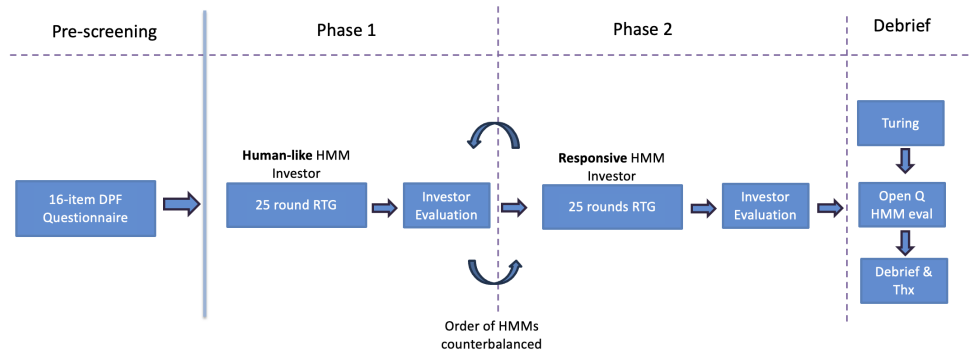 Pre-screening
Phase 1
Phase 2
Debrief
16-item DPF
Questionnaire
Human-like HMM
Investor
25 round RTG
Investor
Evaluation
Responsive HMM
Investor
25 rounds RTG
Investor
Evaluation
Turing
Open Q
HMM eval
Debrief &
Thx
Order of HMMs
counterbalanced